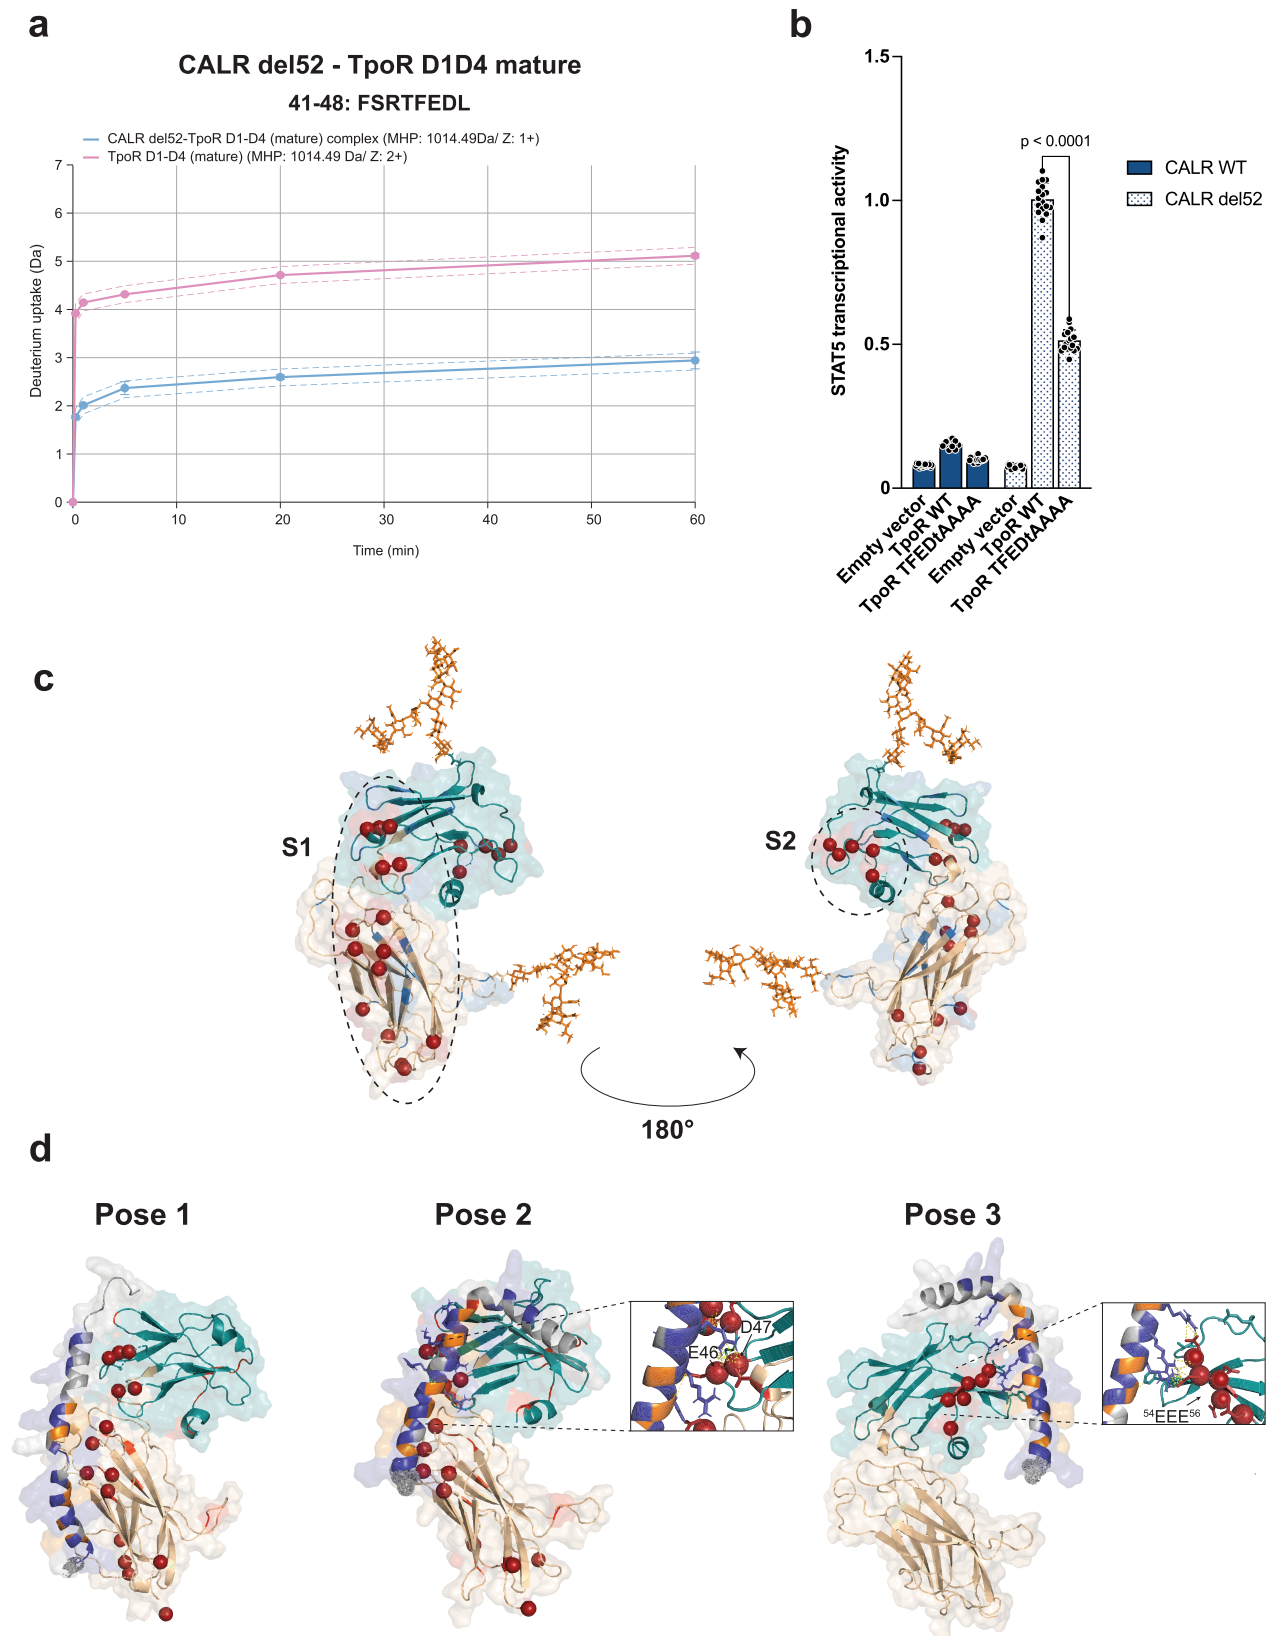 a
CALR del52 - TpoR D1D4 mature
41-48: FSRTFEDL
CALR del52-TpoR D1-D4 (mature) complex (MHP: 1014.49Da/ Z: 1+)
TpoR D1-D4 (mature) (MHP: 1014.49 Da/ Z: 2+)
Deuterium uptake (Da)
7
6
5
4
3
2
1
0
0 10 20 30 40 50 60
Time (min)
b
STAT5 transcriptional activity
1.5
1.0
0.5
0
p < 0.0001
CALR WT
CALR del52
Empty vector
TpoR WT
TpoR TFEDtAAAA
Empty vector
TpoR WT
TpoR TFEDtAAAA
c
S1
S2
180°
d
Pose 1
Pose 2
Pose 3
D47
E46
54EEE56